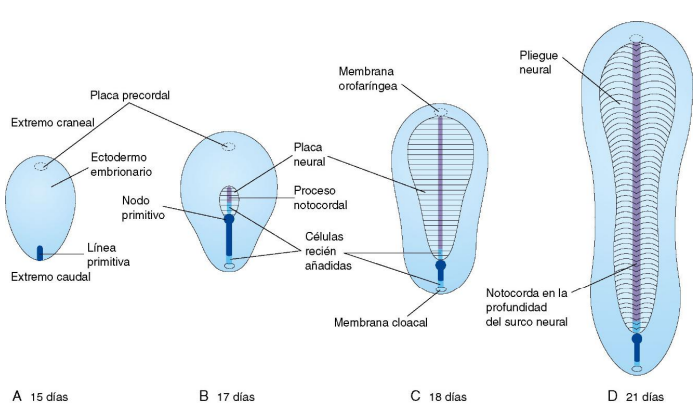 Pliegue
neural
Membrana
orofaríngea
Placa precordal
Extremo craneal
Ectodermo
embrionario
Placa
neural
Nodo
primitivo
Proceso
notocordal
Células
recién
añadidas
Línea
primitiva
Extremo caudal
Notocorda en la
profundidad
del surco neural
Membrana cloacal
A 15 días
B 17 días
C 18 días
D 21 días